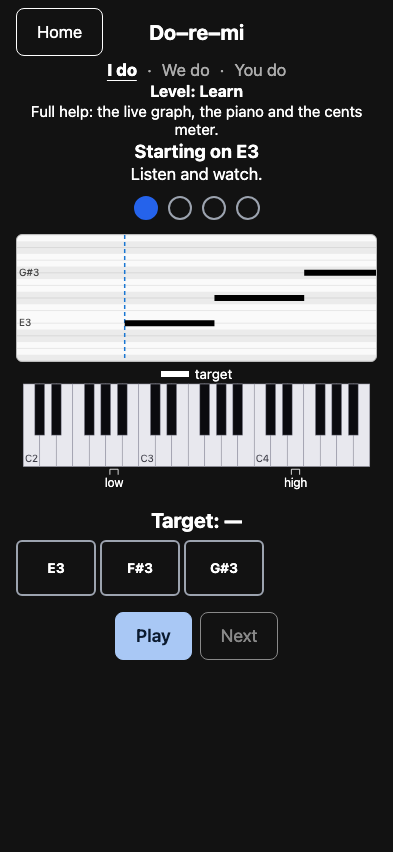 Home
Do–re–mi
I do · We do · You do
Level: Learn
Full help: the live graph, the piano and the cents
meter.
Starting on E3
Listen and watch.
G#3
E3
target
C2 C3 C4
low high
Target: —
E3 F#3 G#3
Play Next